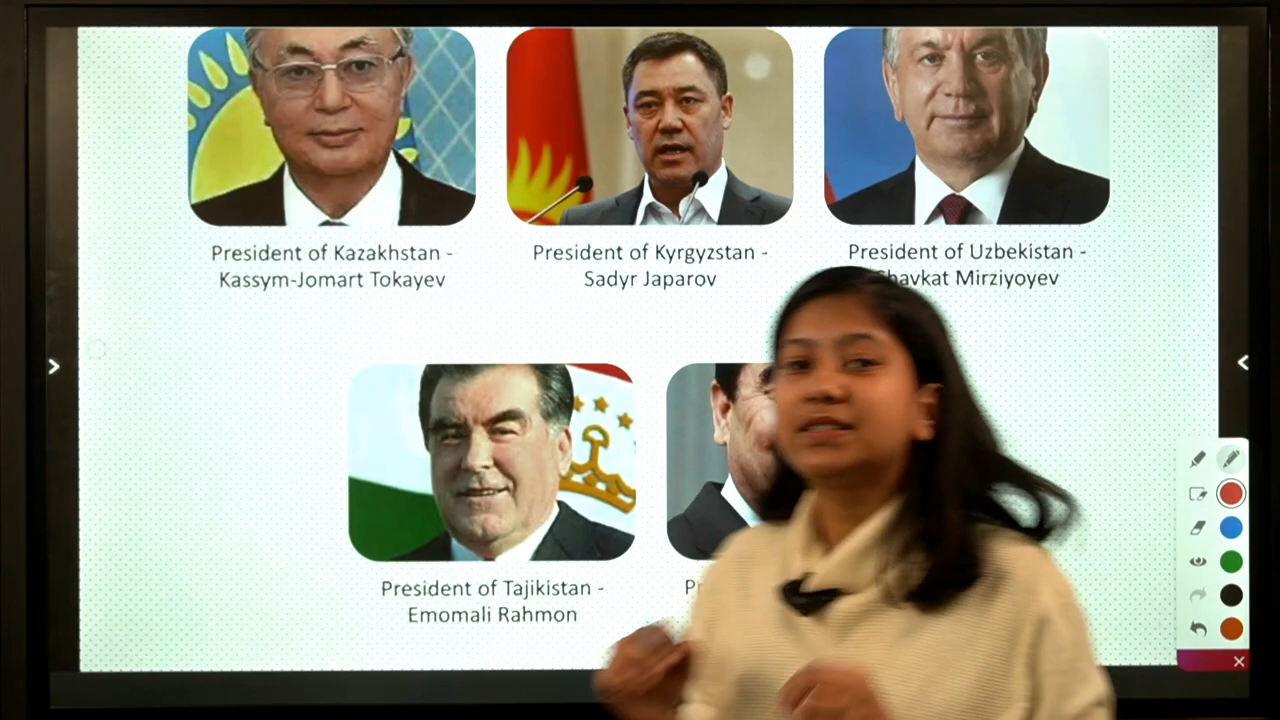 President of Kazakhstan -
Kassym-Jomart Tokayev
President of Kyrgyzstan -
Sadyr Japarov
President of Uzbekistan -
Mirziyoyev
President of Tajikistan -
Emomali Rahmon